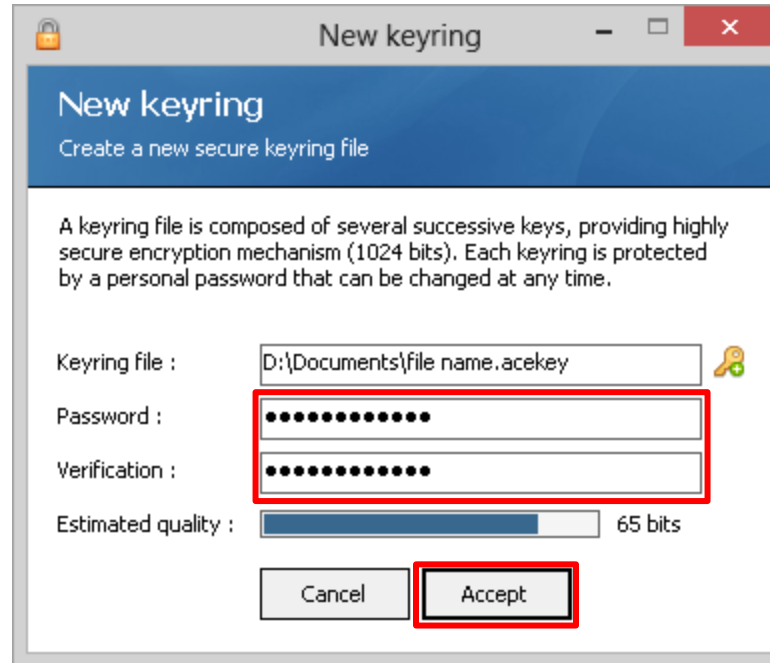 New keyring
New keyring
Create a new secure keyring file
A keyring file is composed of several successive keys, providing highly
secure encryption mechanism (1024 bits). Each keyring is protected
by a personal password that can be changed at any time.
Keyring file : D:\Documents\file name.acekey
Password : ●●●●●●●●●●●●
Verification : ●●●●●●●●●●●●
Estimated quality : 65 bits
Cancel Accept